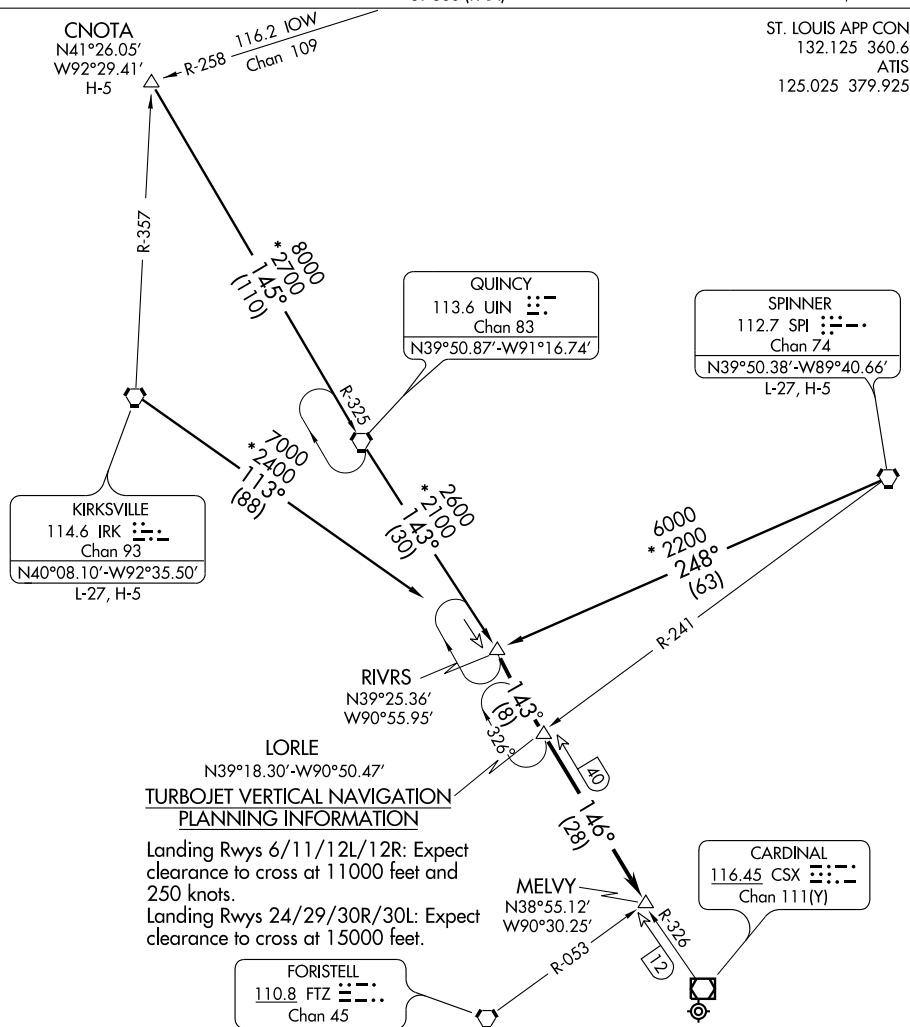 CNOTA
N41°26.05'
W92°29.41'
H-5
R-258
116.2 IOW
Chan 109
ST. LOUIS APP CON
132.125 360.6
ATIS
125.025 379.925
R-357
8000
*2700
145°
(110)
QUINCY
113.6 UIN
Chan 83
N39°50.87'-W91°16.74'
SPINNER
112.7 SPI
Chan 74
N39°50.38'-W89°40.66'
L-27, H-5
R-325
7000
*2400
113°
(88)
KIRKSVILLE
114.6 IRK
Chan 93
N40°08.10'-W92°35.50'
L-27, H-5
2600
*2100
143°
(30)
6000
* 2200
248°
(63)
R-241
RIVRS
N39°25.36'
W90°55.95'
143°
(8)
326°
LORLE
N39°18.30'-W90°50.47'
40
TURBOJET VERTICAL NAVIGATION
PLANNING INFORMATION
Landing Rwys 6/11/12L/12R: Expect
clearance to cross at 11000 feet and
250 knots.
Landing Rwys 24/29/30R/30L: Expect
clearance to cross at 15000 feet.
146°
(28)
MELVY
N38°55.12'
W90°30.25'
CARDINAL
116.45 CSX
Chan 111(Y)
R-326
12
R-053
FORISTELL
110.8 FTZ
Chan 45